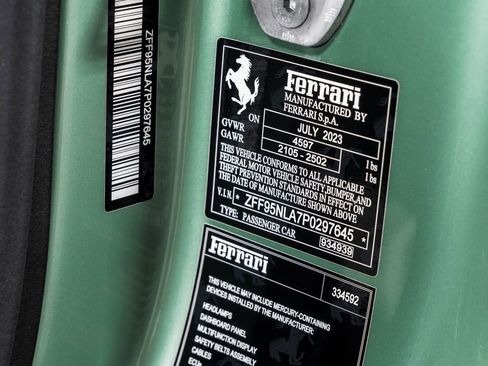 ZFF95NLA7P0297645
Ferrari
MANUFACTURED BY
FERRARI S.p.A.
ON JULY 2023
GVWR 4597 lbs
GAWR 2105-2502 lbs
THIS VEHICLE CONFORMS TO ALL APPLICABLE
FEDERAL MOTOR VEHICLE SAFETY, BUMPER, AND
THEFT PREVENTION STANDARDS IN EFFECT ON
THE DATE OF MANUFACTURE SHOWN ABOVE
V.I.N. * ZFF95NLA7P0297645 *
TYPE: PASSENGER CAR 934939
Ferrari
334592
THIS VEHICLE MAY INCLUDE MERCURY-CONTAINING
DEVICES INSTALLED BY THE MANUFACTURER:
HEADLAMPS
DASHBOARD PANEL
MULTIFUNCTION DISPLAY
SAFETY BELTS ASSEMBLY
CABLES
ECUs